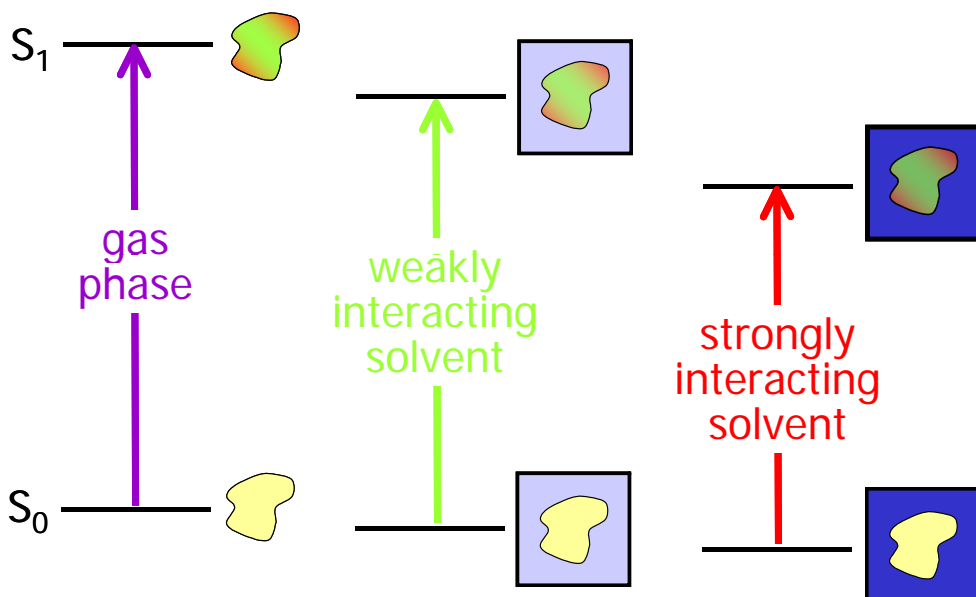 S₁
gas
phase
weakly
interacting
solvent
strongly
interacting
solvent
S₀